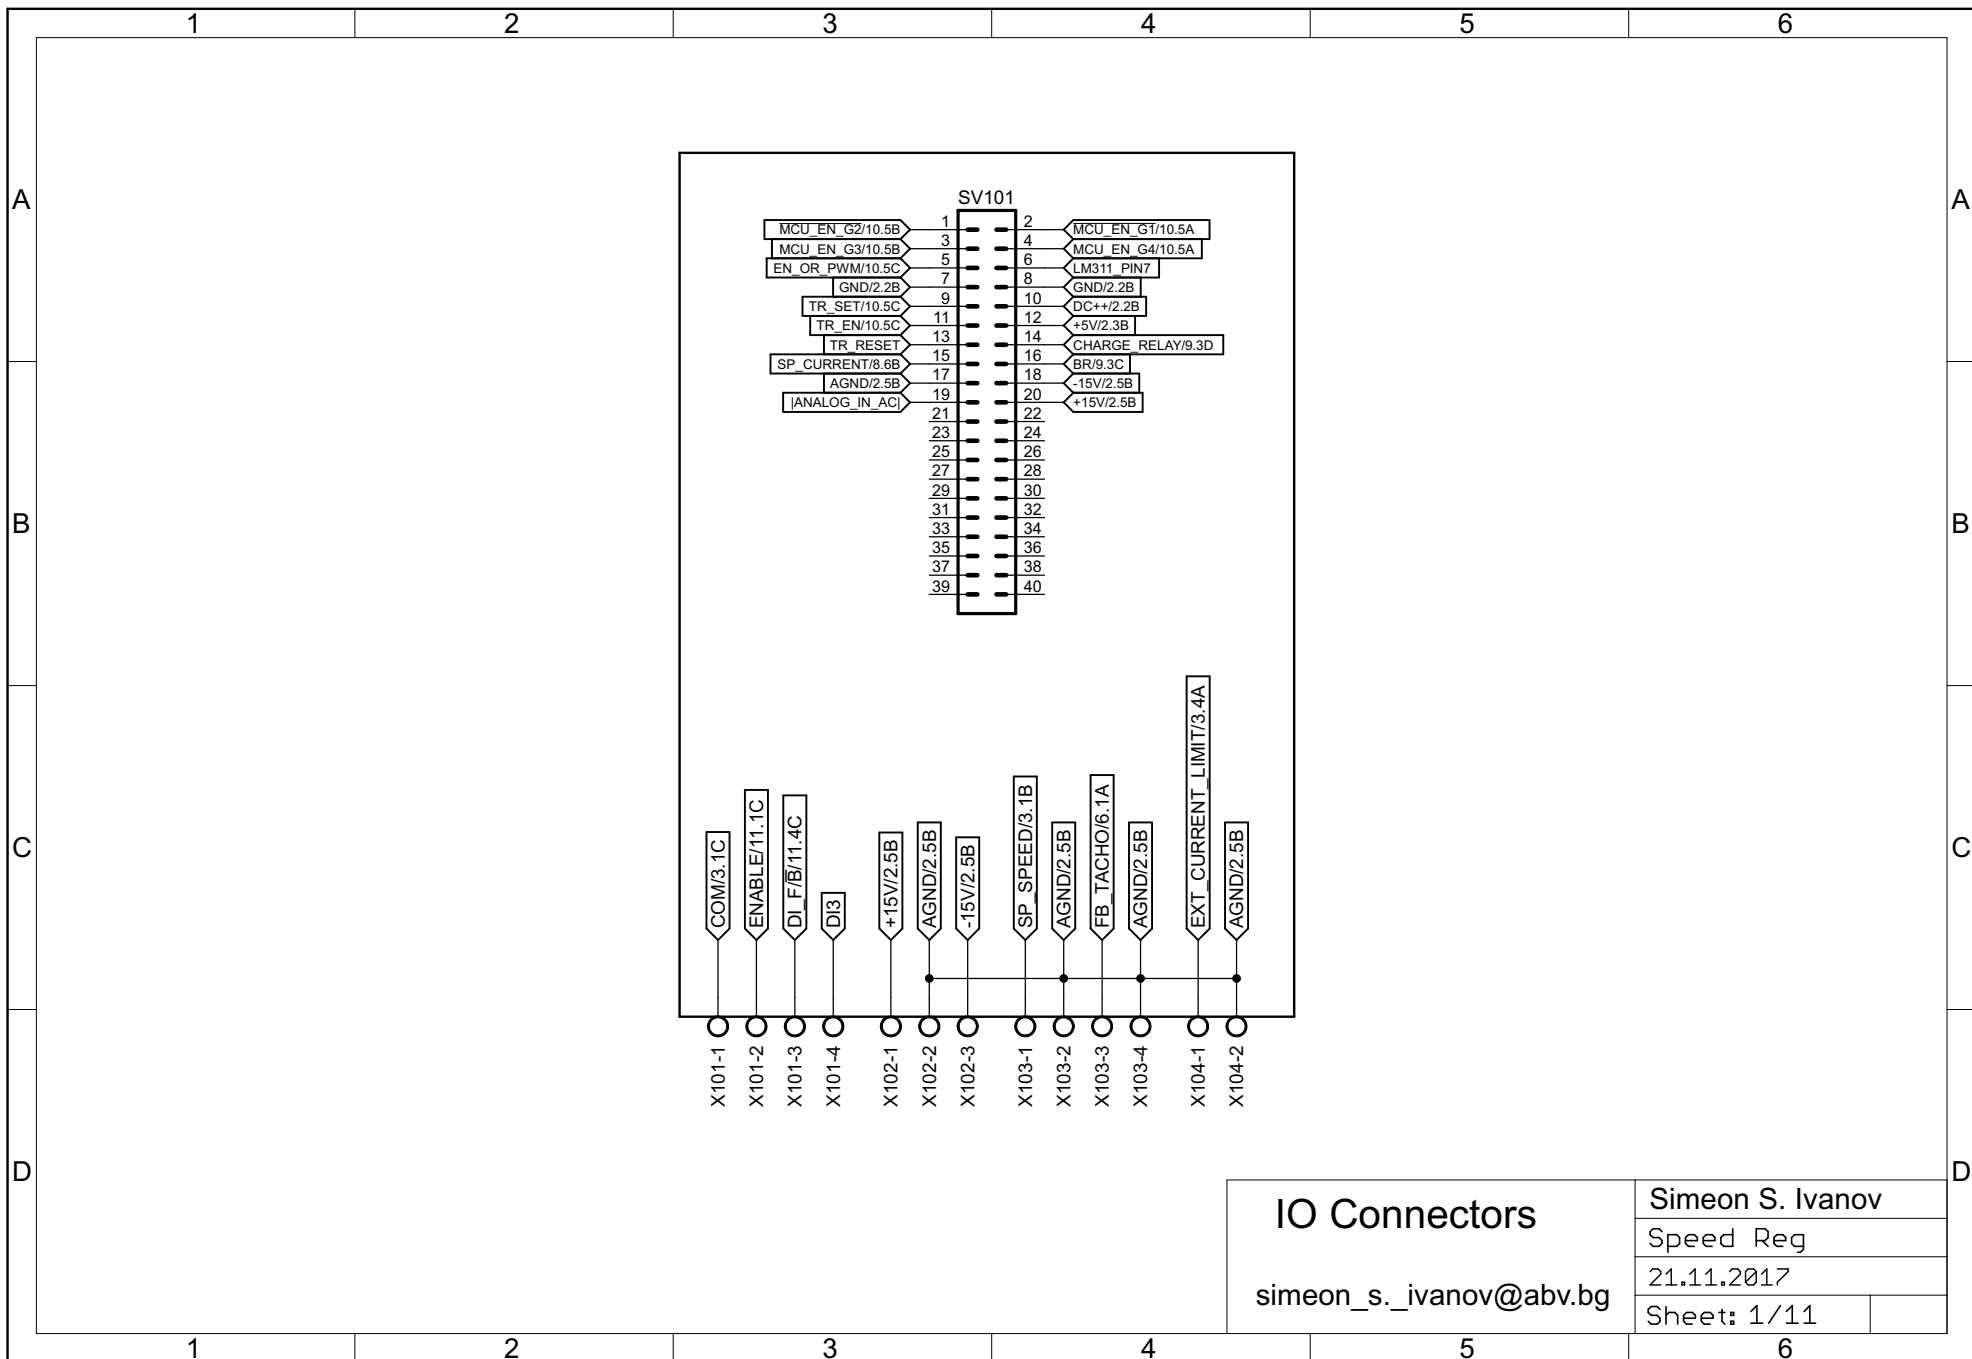 1 2 3 4 5 6
A A
SV101
MCU_EN_G2/10.5B 1 2 MCU_EN_G1/10.5A
MCU_EN_G3/10.5B 3 4 MCU_EN_G4/10.5A
EN_OR_PWM/10.5C 5 6 LM311_PIN7
GND/2.2B 7 8 GND/2.2B
TR_SET/10.5C 9 10 DC++/2.2B
TR_EN/10.5C 11 12 +5V/2.3B
TR_RESET 13 14 CHARGE_RELAY/9.3D
SP_CURRENT/8.6B 15 16 BR/9.3C
AGND/2.5B 17 18 -15V/2.5B
|ANALOG_IN_AC| 19 20 +15V/2.5B
21 22
23 24
25 26
27 28
29 30
B 31 32 B
33 34
35 36
37 38
39 40
C C
COM/3.1C
ENABLE/11.1C
DI_F/B̅/11.4C
DI3
+15V/2.5B
AGND/2.5B
-15V/2.5B
SP_SPEED/3.1B
AGND/2.5B
FB_TACHO/6.1A
AGND/2.5B
EXT_CURRENT_LIMIT/3.4A
AGND/2.5B
X101-1
X101-2
X101-3
X101-4
X102-1
X102-2
X102-3
X103-1
X103-2
X103-3
X103-4
X104-1
X104-2
D D
IO Connectors
simeon_s._ivanov@abv.bg
Simeon S. Ivanov
Speed Reg
21.11.2017
Sheet: 1/11
1 2 3 4 5 6